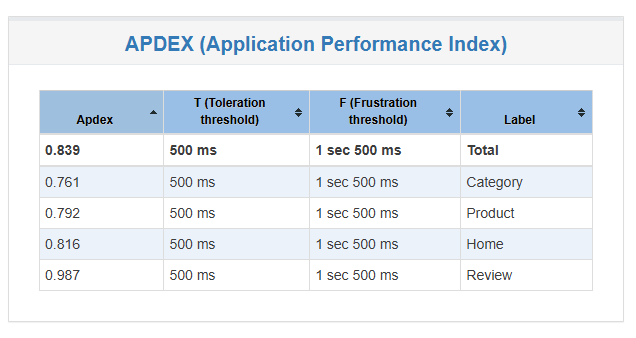 APDEX (Application Performance Index)
Apdex T (Toleration threshold) F (Frustration threshold) Label
0.839 500 ms 1 sec 500 ms Total
0.761 500 ms 1 sec 500 ms Category
0.792 500 ms 1 sec 500 ms Product
0.816 500 ms 1 sec 500 ms Home
0.987 500 ms 1 sec 500 ms Review